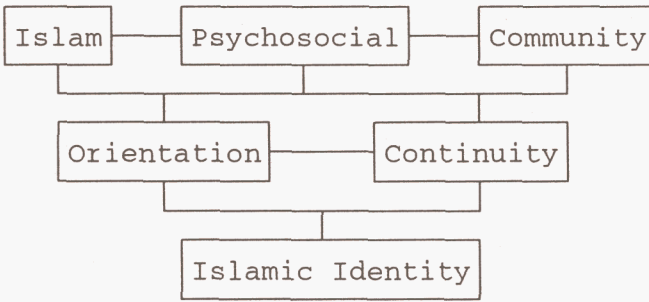 Islam Psychosocial Community
Orientation Continuity
Islamic Identity